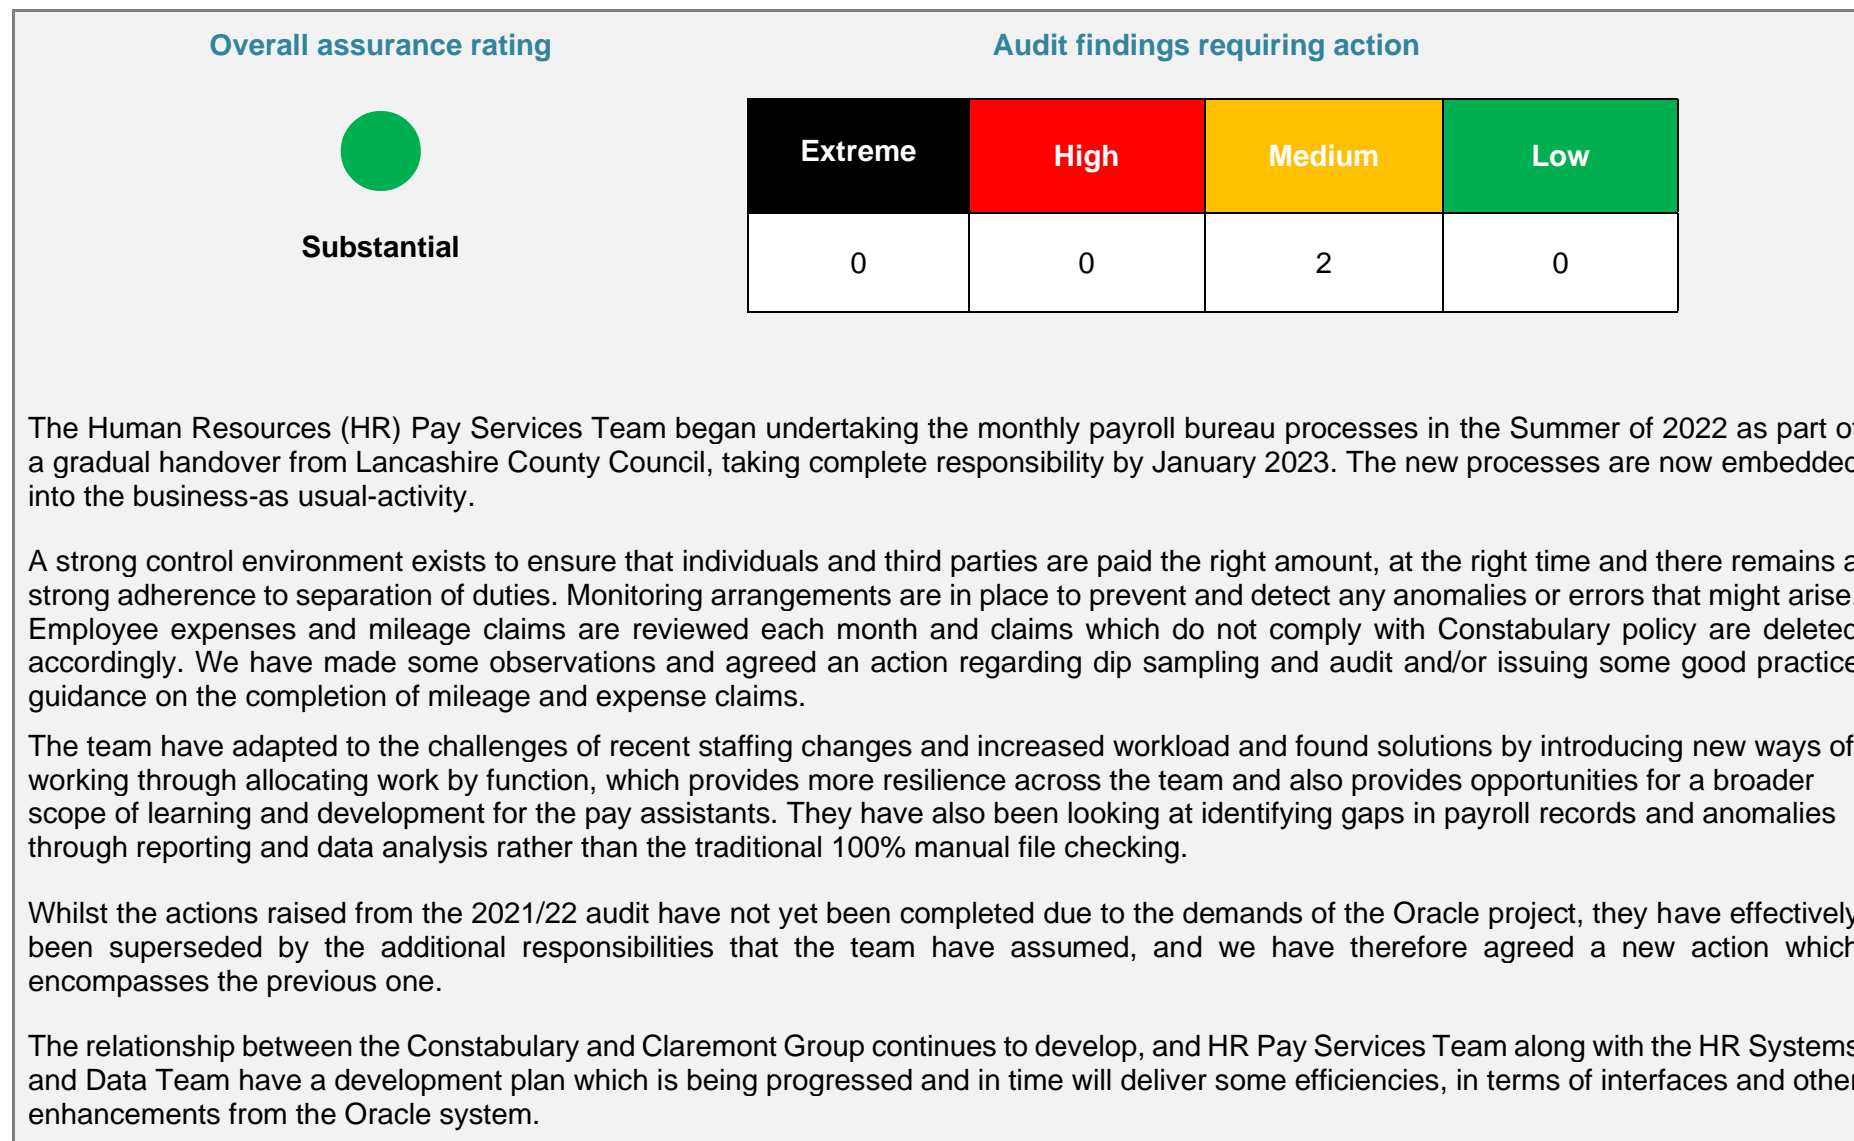 Overall assurance rating
Audit findings requiring action
Extreme High Medium Low
Substantial
0 0 2 0
The Human Resources (HR) Pay Services Team began undertaking the monthly payroll bureau processes in the Summer of 2022 as part of
a gradual handover from Lancashire County Council, taking complete responsibility by January 2023. The new processes are now embedded
into the business-as usual-activity.
A strong control environment exists to ensure that individuals and third parties are paid the right amount, at the right time and there remains a
strong adherence to separation of duties. Monitoring arrangements are in place to prevent and detect any anomalies or errors that might arise.
Employee expenses and mileage claims are reviewed each month and claims which do not comply with Constabulary policy are deleted
accordingly. We have made some observations and agreed an action regarding dip sampling and audit and/or issuing some good practice
guidance on the completion of mileage and expense claims.
The team have adapted to the challenges of recent staffing changes and increased workload and found solutions by introducing new ways of
working through allocating work by function, which provides more resilience across the team and also provides opportunities for a broader
scope of learning and development for the pay assistants. They have also been looking at identifying gaps in payroll records and anomalies
through reporting and data analysis rather than the traditional 100% manual file checking.
Whilst the actions raised from the 2021/22 audit have not yet been completed due to the demands of the Oracle project, they have effectively
been superseded by the additional responsibilities that the team have assumed, and we have therefore agreed a new action which
encompasses the previous one.
The relationship between the Constabulary and Claremont Group continues to develop, and HR Pay Services Team along with the HR Systems
and Data Team have a development plan which is being progressed and in time will deliver some efficiencies, in terms of interfaces and other
enhancements from the Oracle system.